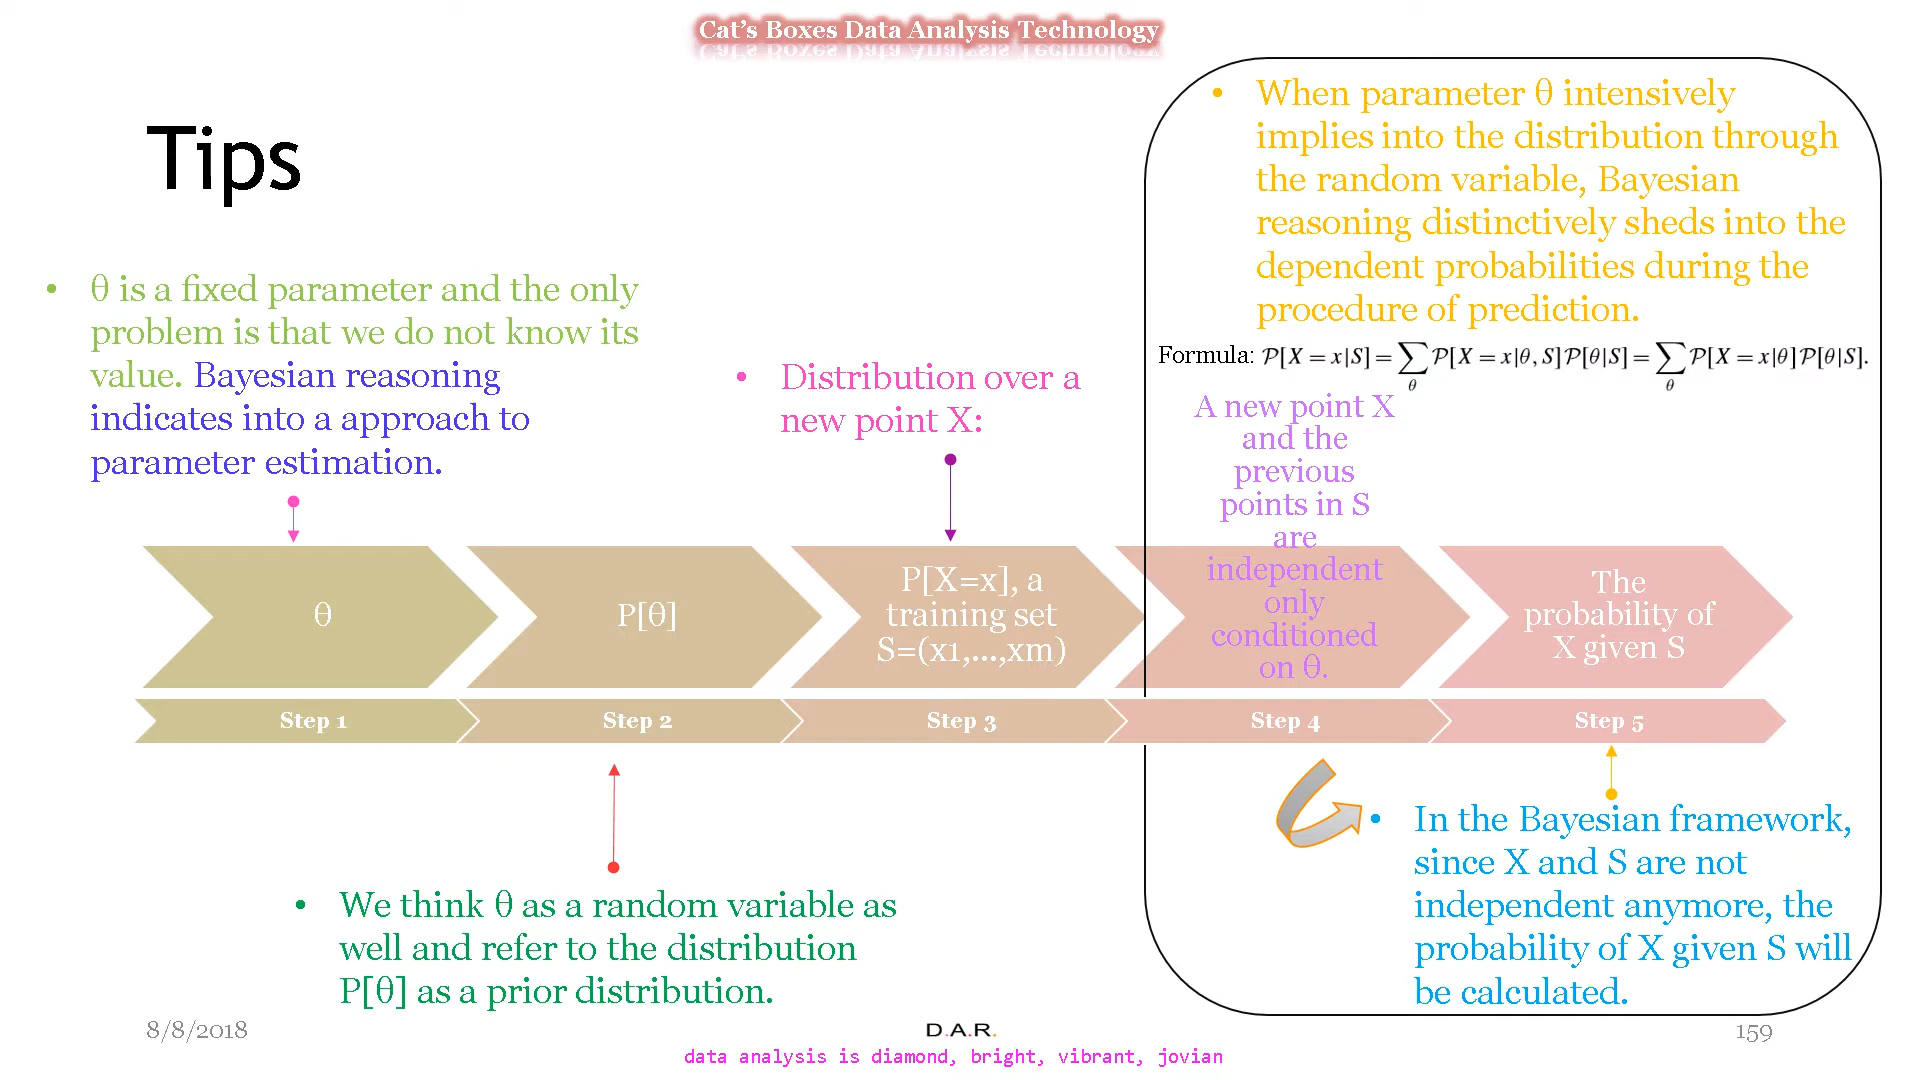 Cat's Boxes Data Analysis Technology
Tips
• θ is a fixed parameter and the only
problem is that we do not know its
value. Bayesian reasoning
indicates into a approach to
parameter estimation.
• Distribution over a
new point X:
• When parameter θ intensively
implies into the distribution through
the random variable, Bayesian
reasoning distinctively sheds into the
dependent probabilities during the
procedure of prediction.
Formula: 𝒫[X = x|S] = ∑θ 𝒫[X = x|θ, S]𝒫[θ|S] = ∑θ 𝒫[X = x|θ]𝒫[θ|S].
θ
P[θ]
P[X=x], a
training set
S=(x1,...,xm)
A new point X
and the
previous
points in S
are
independent
only
conditioned
on θ.
The
probability of
X given S
Step 1
Step 2
Step 3
Step 4
Step 5
• We think θ as a random variable as
well and refer to the distribution
P[θ] as a prior distribution.
• In the Bayesian framework,
since X and S are not
independent anymore, the
probability of X given S will
be calculated.
8/8/2018
D.A.R.
159
data analysis is diamond, bright, vibrant, jovian